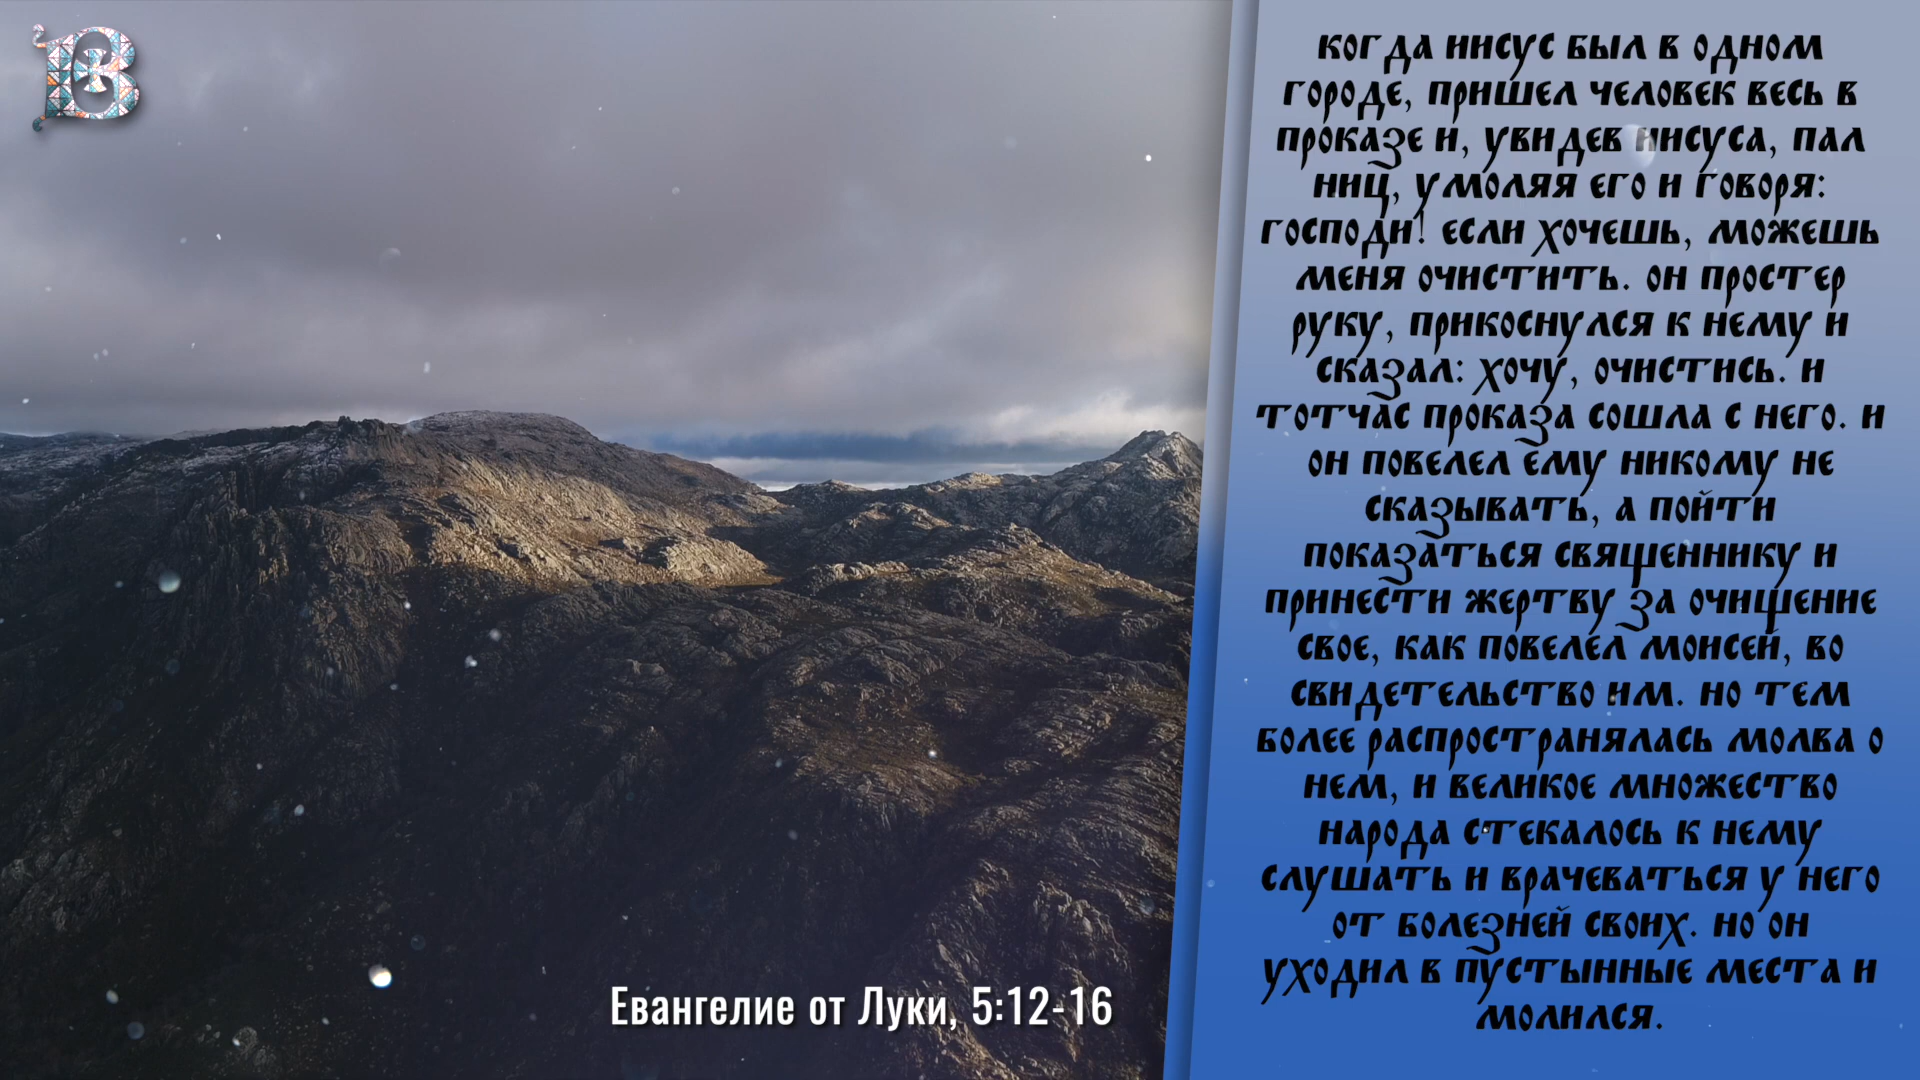 В
когда иисус был в одном
городе, пришел человек весь в
проказе и, увидев иисуса, пал
ниц, умоляя его и говоря:
господи! если хочешь, можешь
меня очистить. он простер
руку, прикоснулся к нему и
сказал: хочу, очистись. и
тотчас проказа сошла с него. и
он повелел ему никому не
сказывать, а пойти
показаться священнику и
принести жертву за очищение
свое, как повелел моисей, во
свидетельство им. но тем
более распространялась молва о
нем, и великое множество
народа стекалось к нему
слушать и врачеваться у него
от болезней своих. но он
уходил в пустынные места и
молился.
Евангелие от Луки, 5:12-16